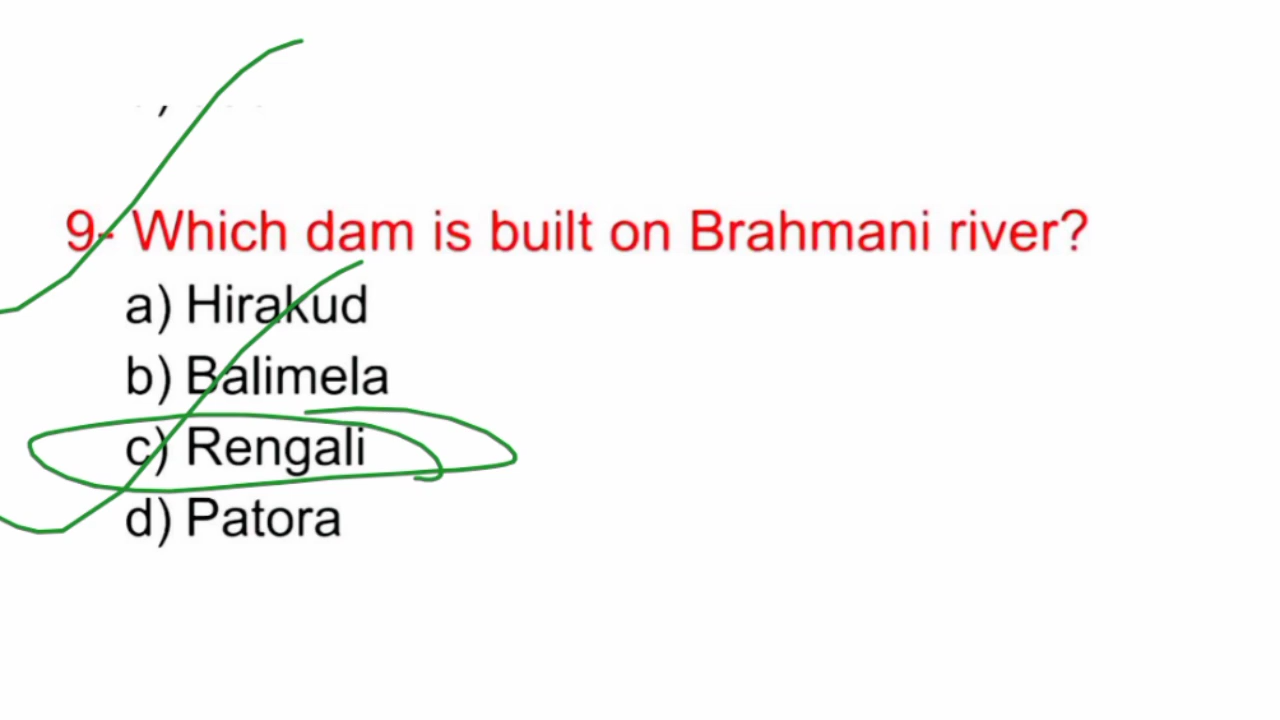 9- Which dam is built on Brahmani river?
a) Hirakud
b) Balimela
c) Rengali
d) Patora